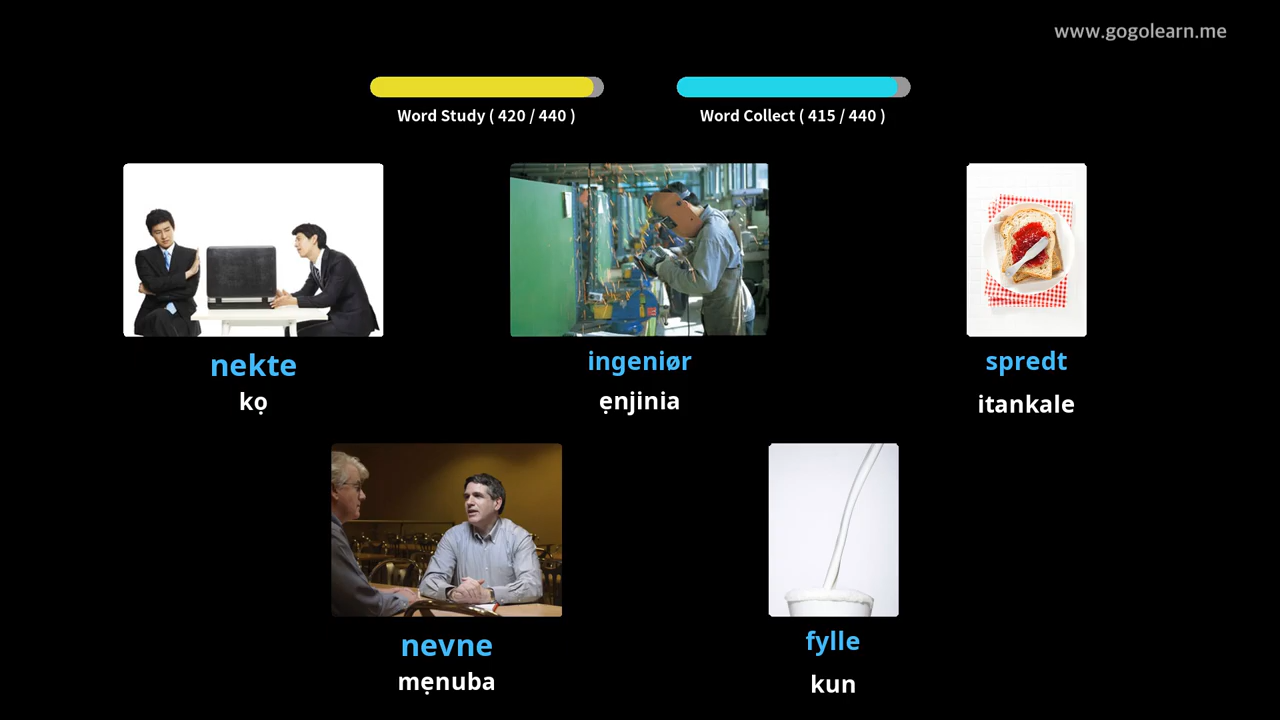 www.gogolearn.me
Word Study ( 420 / 440 )
Word Collect ( 415 / 440 )
nekte
kọ
ingeniør
ẹnjinia
spredt
itankale
nevne
mẹnuba
fylle
kun